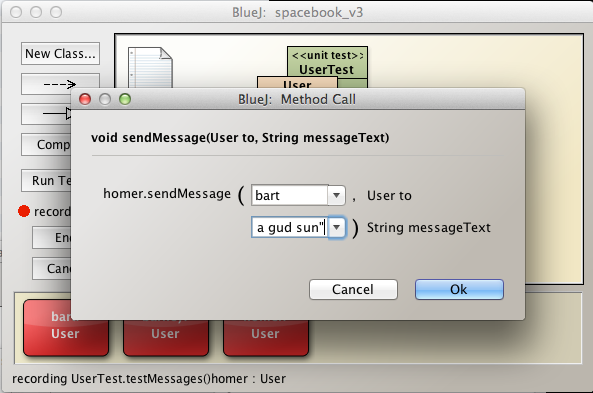 BlueJ: spacebook_v3
New Class...
<<unit test>>
UserTest
User
BlueJ: Method Call
void sendMessage(User to, String messageText)
Comp
Run Te
homer.sendMessage ( bart , User to
a gud sun" ) String messageText
record
Cancel Ok
bar
User User User
recording UserTest.testMessages()homer : User